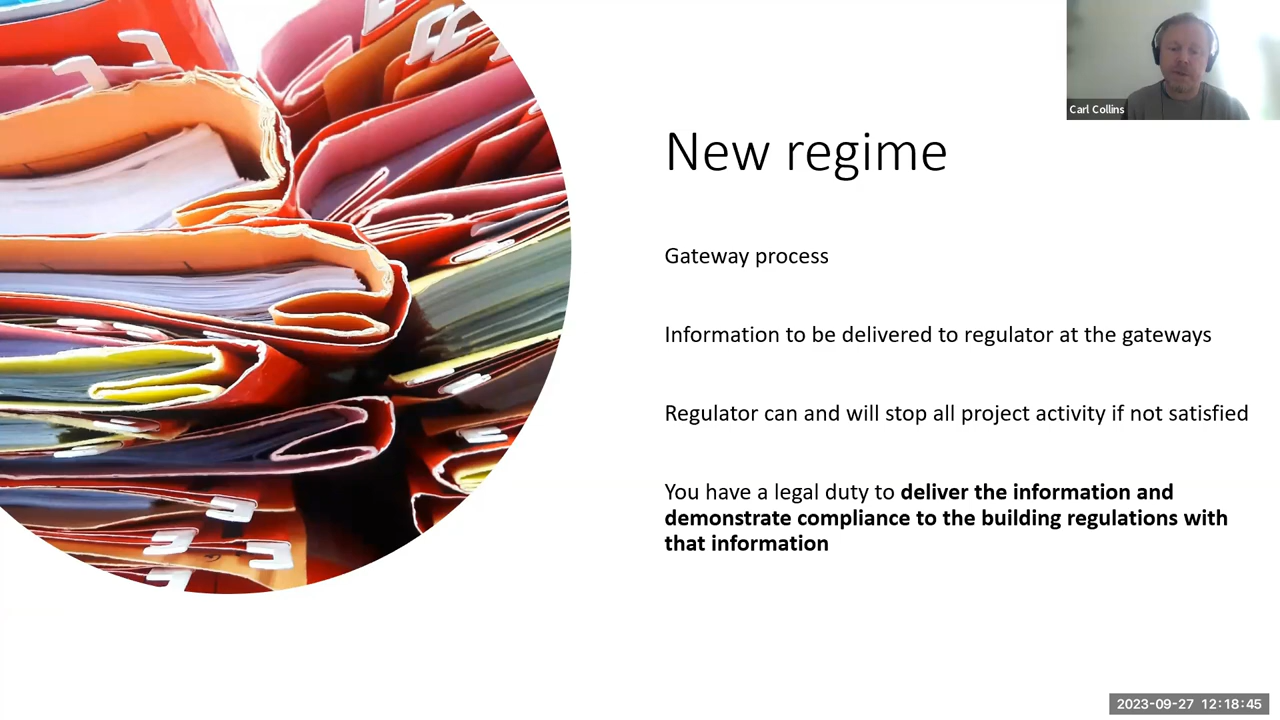 Carl Collins
New regime
Gateway process
Information to be delivered to regulator at the gateways
Regulator can and will stop all project activity if not satisfied
You have a legal duty to deliver the information and
demonstrate compliance to the building regulations with
that information
2023-09-27 12:18:45